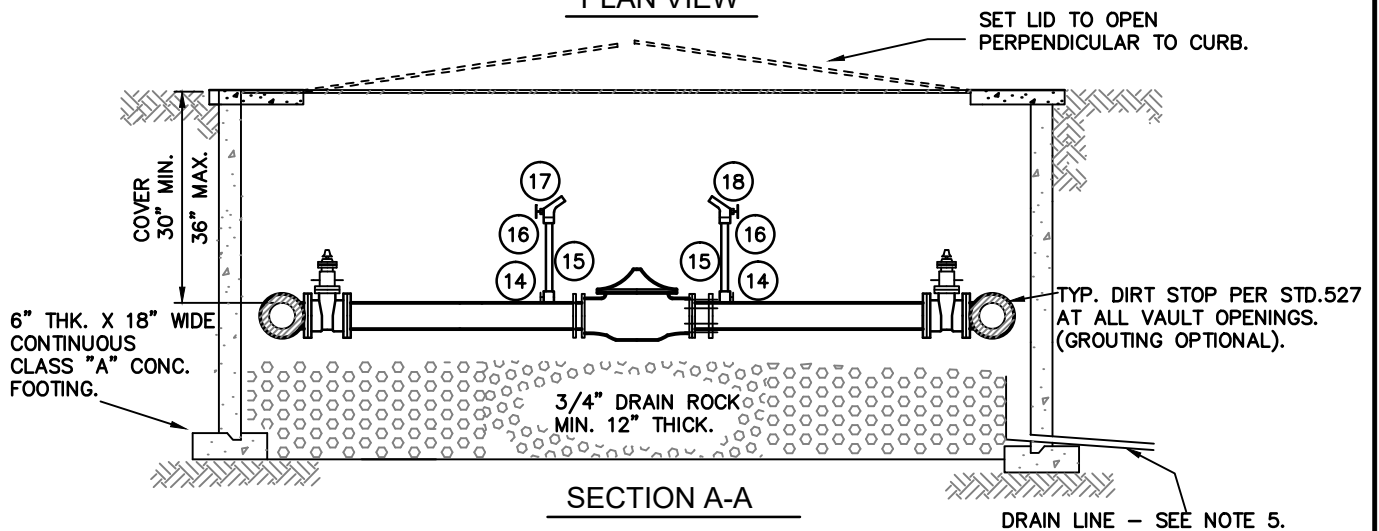 PLAN VIEW
SET LID TO OPEN
PERPENDICULAR TO CURB.
COVER
30" MIN.
36" MAX.
17
18
16
16
15
15
14
14
TYP. DIRT STOP PER STD.527
AT ALL VAULT OPENINGS.
(GROUTING OPTIONAL).
6" THK. X 18" WIDE
CONTINUOUS
CLASS "A" CONC.
FOOTING.
3/4" DRAIN ROCK
MIN. 12" THICK.
SECTION A-A
DRAIN LINE – SEE NOTE 5.